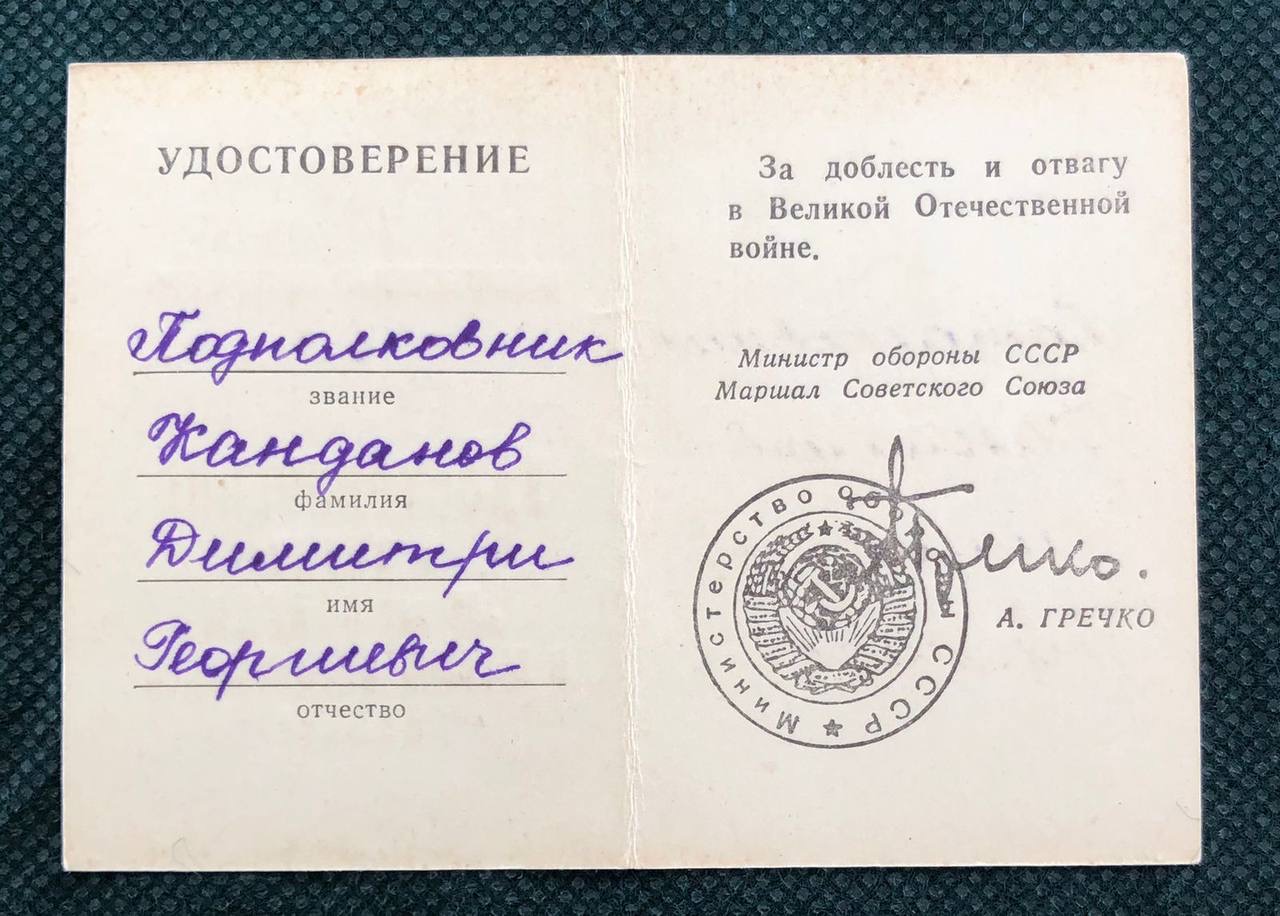 УДОСТОВЕРЕНИЕ
Подполковник
звание
Канданов
фамилия
Димитри
имя
Георгиевич
отчество
За доблесть и отвагу
в Великой Отечественной
войне.
Министр обороны СССР
Маршал Советского Союза
Министерство обороны СССР
А. ГРЕЧКО